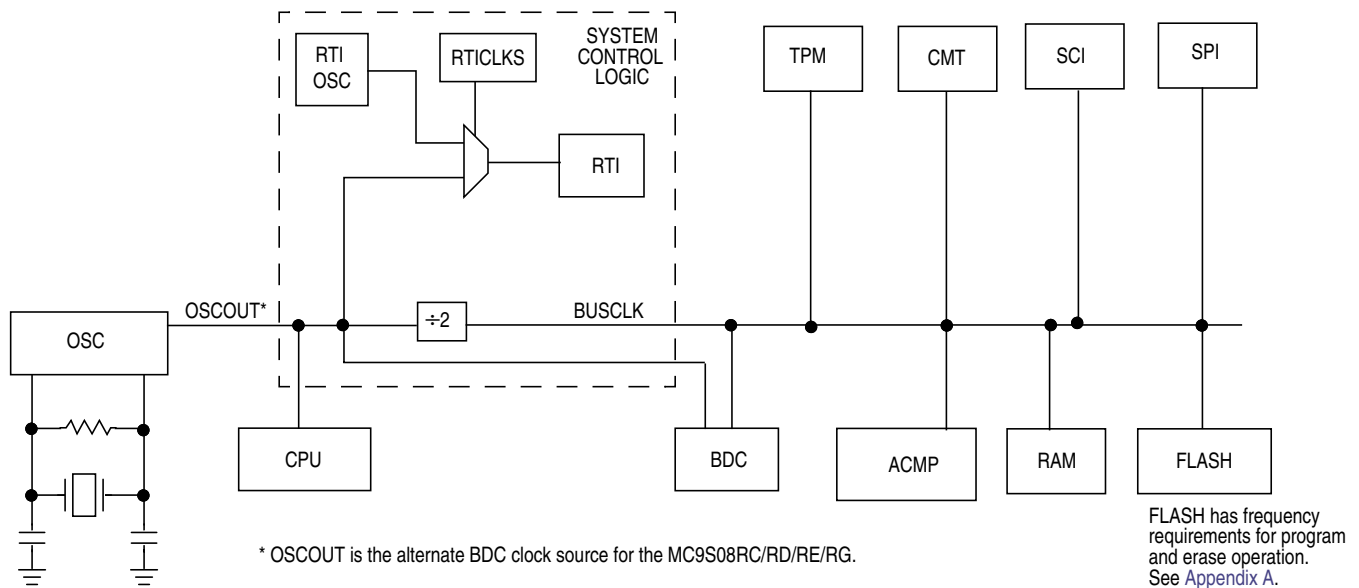 SYSTEM
CONTROL
LOGIC
RTI
OSC
RTICLKS
RTI
TPM
CMT
SCI
SPI
OSCOUT*
÷2
BUSCLK
OSC
CPU
BDC
ACMP
RAM
FLASH
FLASH has frequency
requirements for program
and erase operation.
See Appendix A.
* OSCOUT is the alternate BDC clock source for the MC9S08RC/RD/RE/RG.